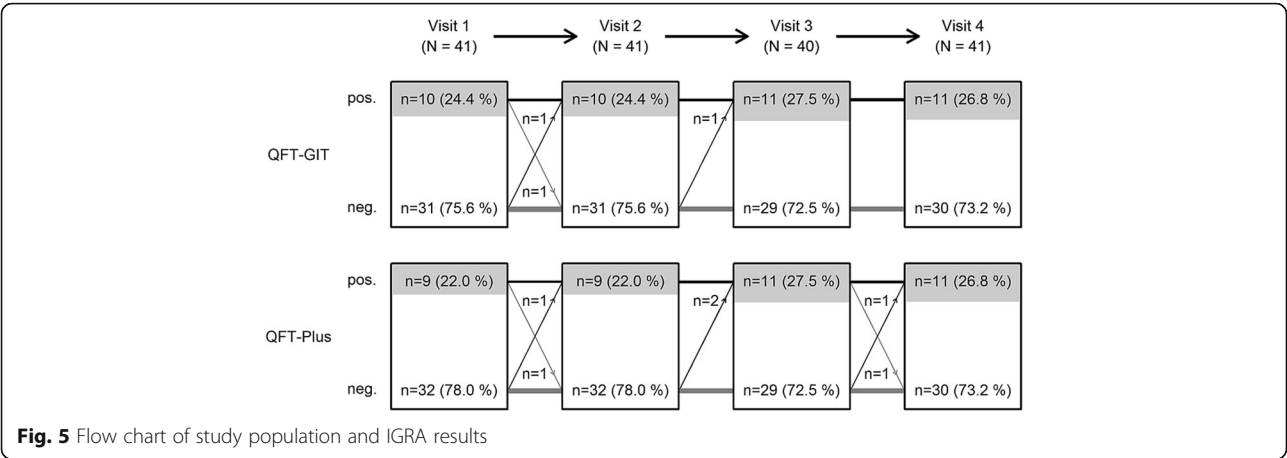 Visit 1 Visit 2 Visit 3 Visit 4
(N = 41) (N = 41) (N = 40) (N = 41)
pos. n=10 (24.4 %) n=10 (24.4 %) n=11 (27.5 %) n=11 (26.8 %)
n=1 n=1
QFT-GIT
n=1
neg. n=31 (75.6 %) n=31 (75.6 %) n=29 (72.5 %) n=30 (73.2 %)
pos. n=9 (22.0 %) n=9 (22.0 %) n=11 (27.5 %) n=11 (26.8 %)
n=1 n=2 n=1
QFT-Plus
n=1 n=1
neg. n=32 (78.0 %) n=32 (78.0 %) n=29 (72.5 %) n=30 (73.2 %)
Fig. 5 Flow chart of study population and IGRA results